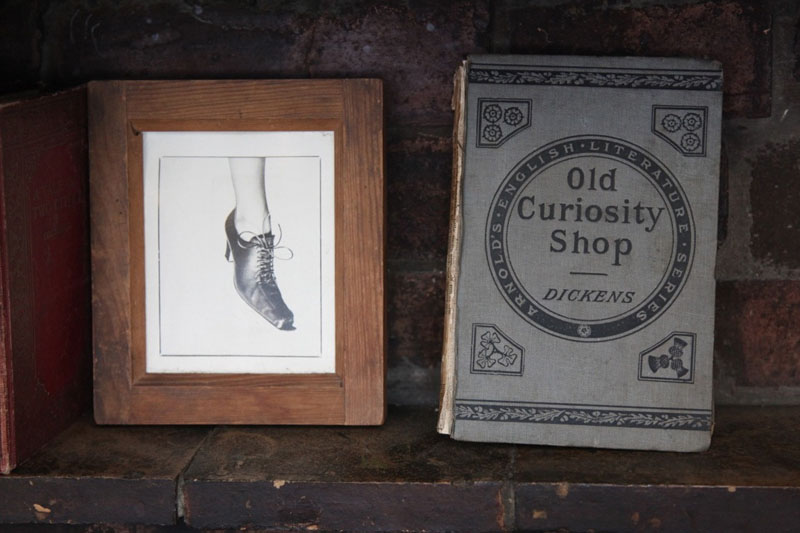 ARNOLD'S · ENGLISH · LITERATURE · SERIES ·
Old
Curiosity
Shop
DICKENS